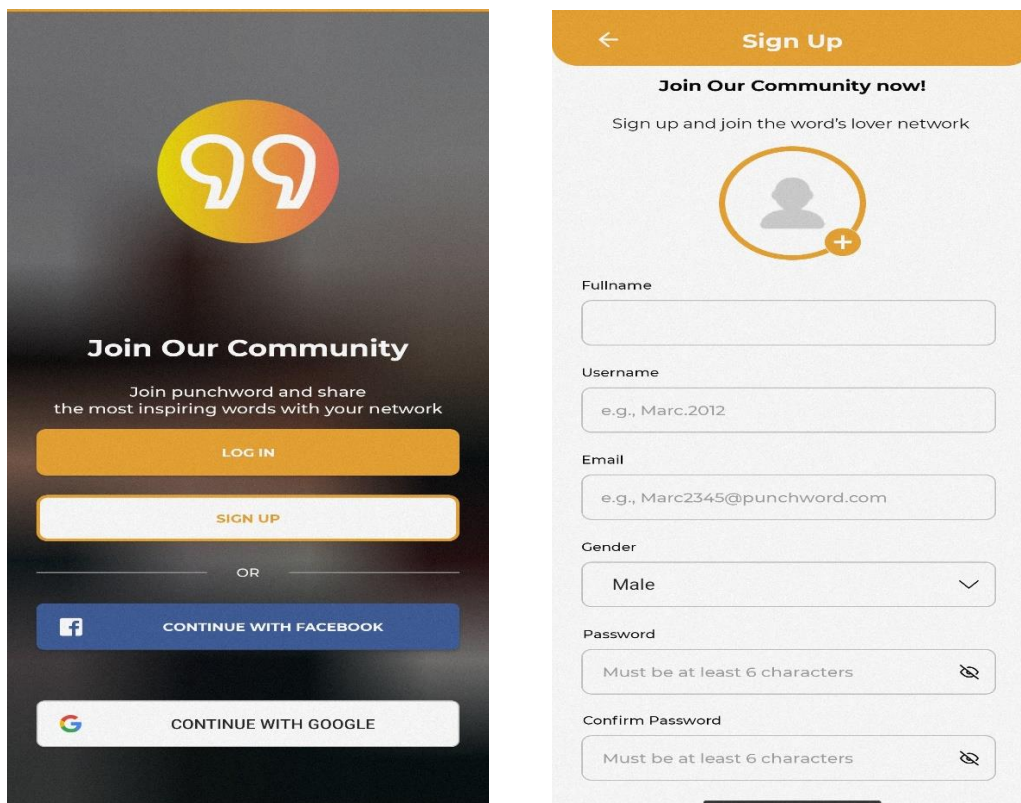 Join Our Community
Join punchword and share
the most inspiring words with your network
LOG IN
SIGN UP
OR
CONTINUE WITH FACEBOOK
CONTINUE WITH GOOGLE
Sign Up
Join Our Community now!
Sign up and join the word's lover network
Fullname
Username
e.g., Marc.2012
Email
e.g., Marc2345@punchword.com
Gender
Male
Password
Must be at least 6 characters
Confirm Password
Must be at least 6 characters